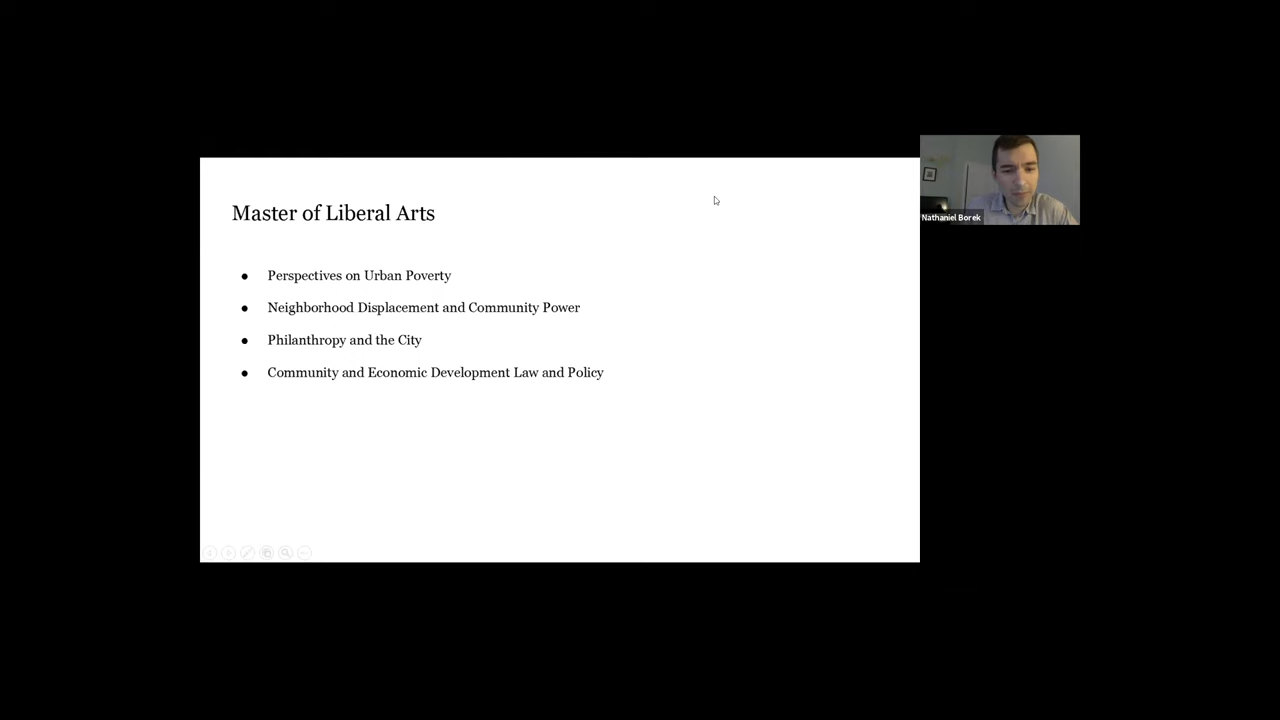 Master of Liberal Arts
Nathaniel Borek
● Perspectives on Urban Poverty
● Neighborhood Displacement and Community Power
● Philanthropy and the City
● Community and Economic Development Law and Policy